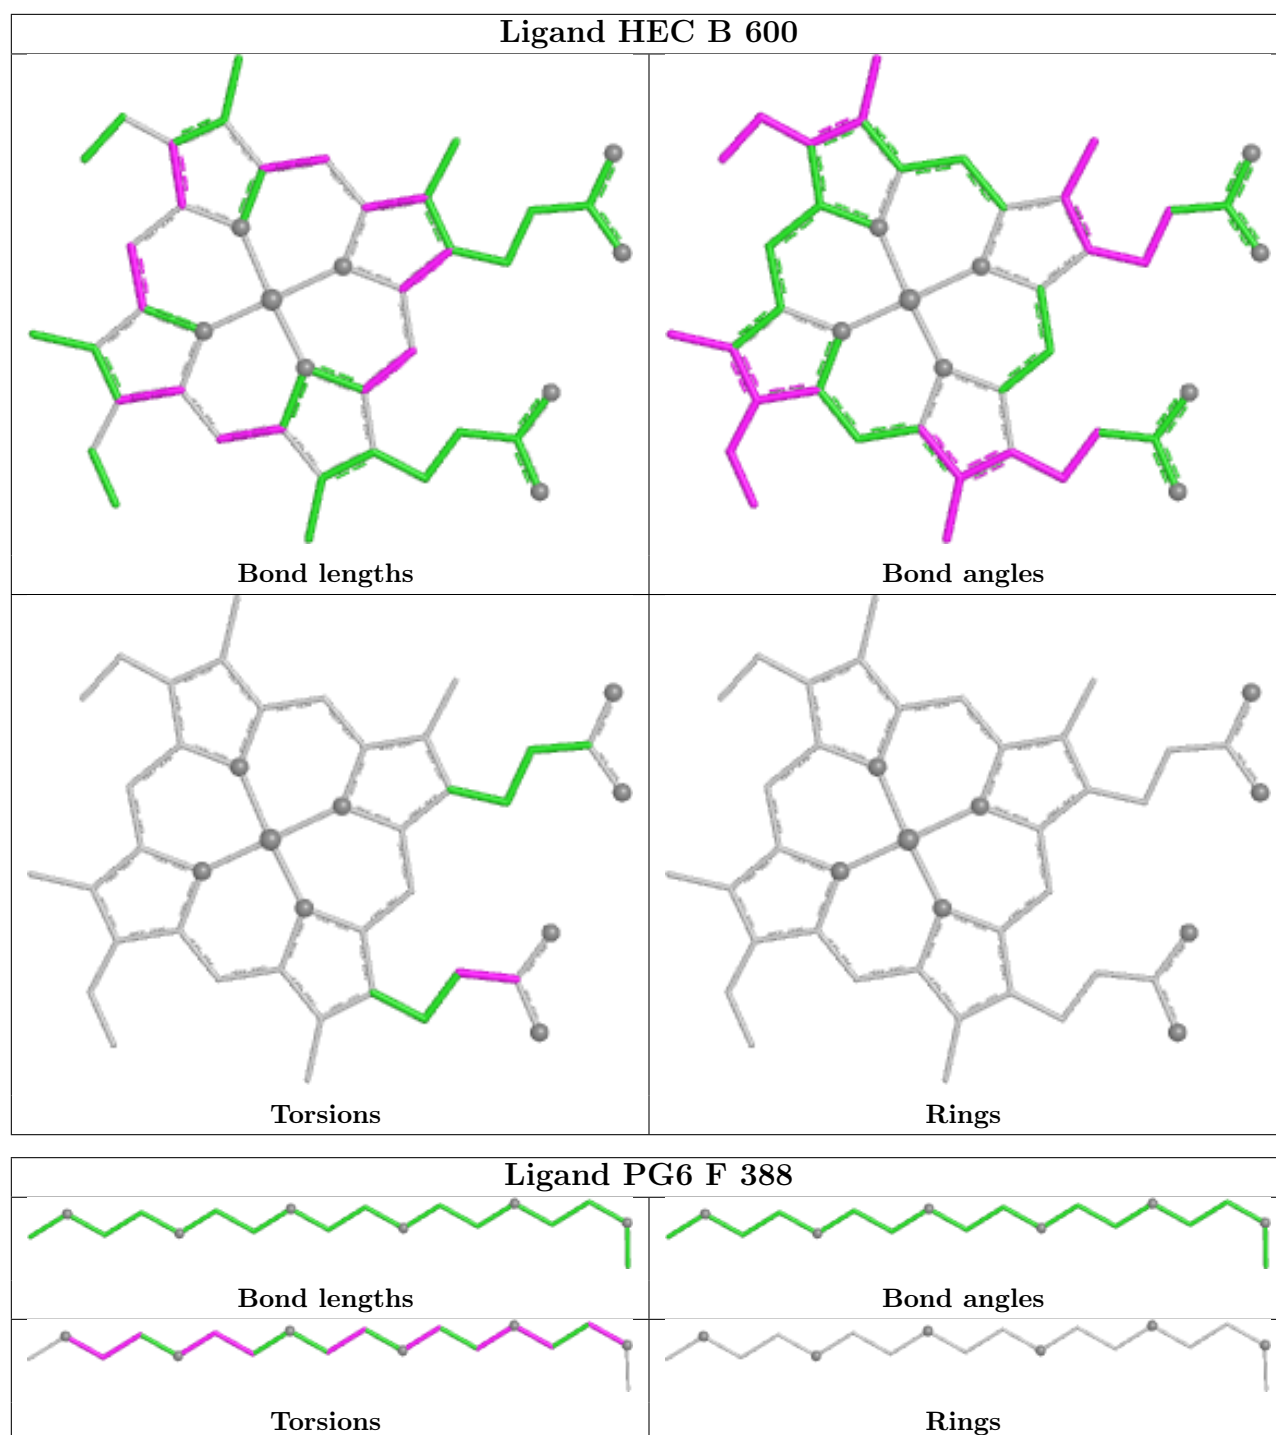 Ligand HEC B 600
Bond lengths
Bond angles
Torsions
Rings
Ligand PG6 F 388
Bond lengths
Bond angles
Torsions
Rings